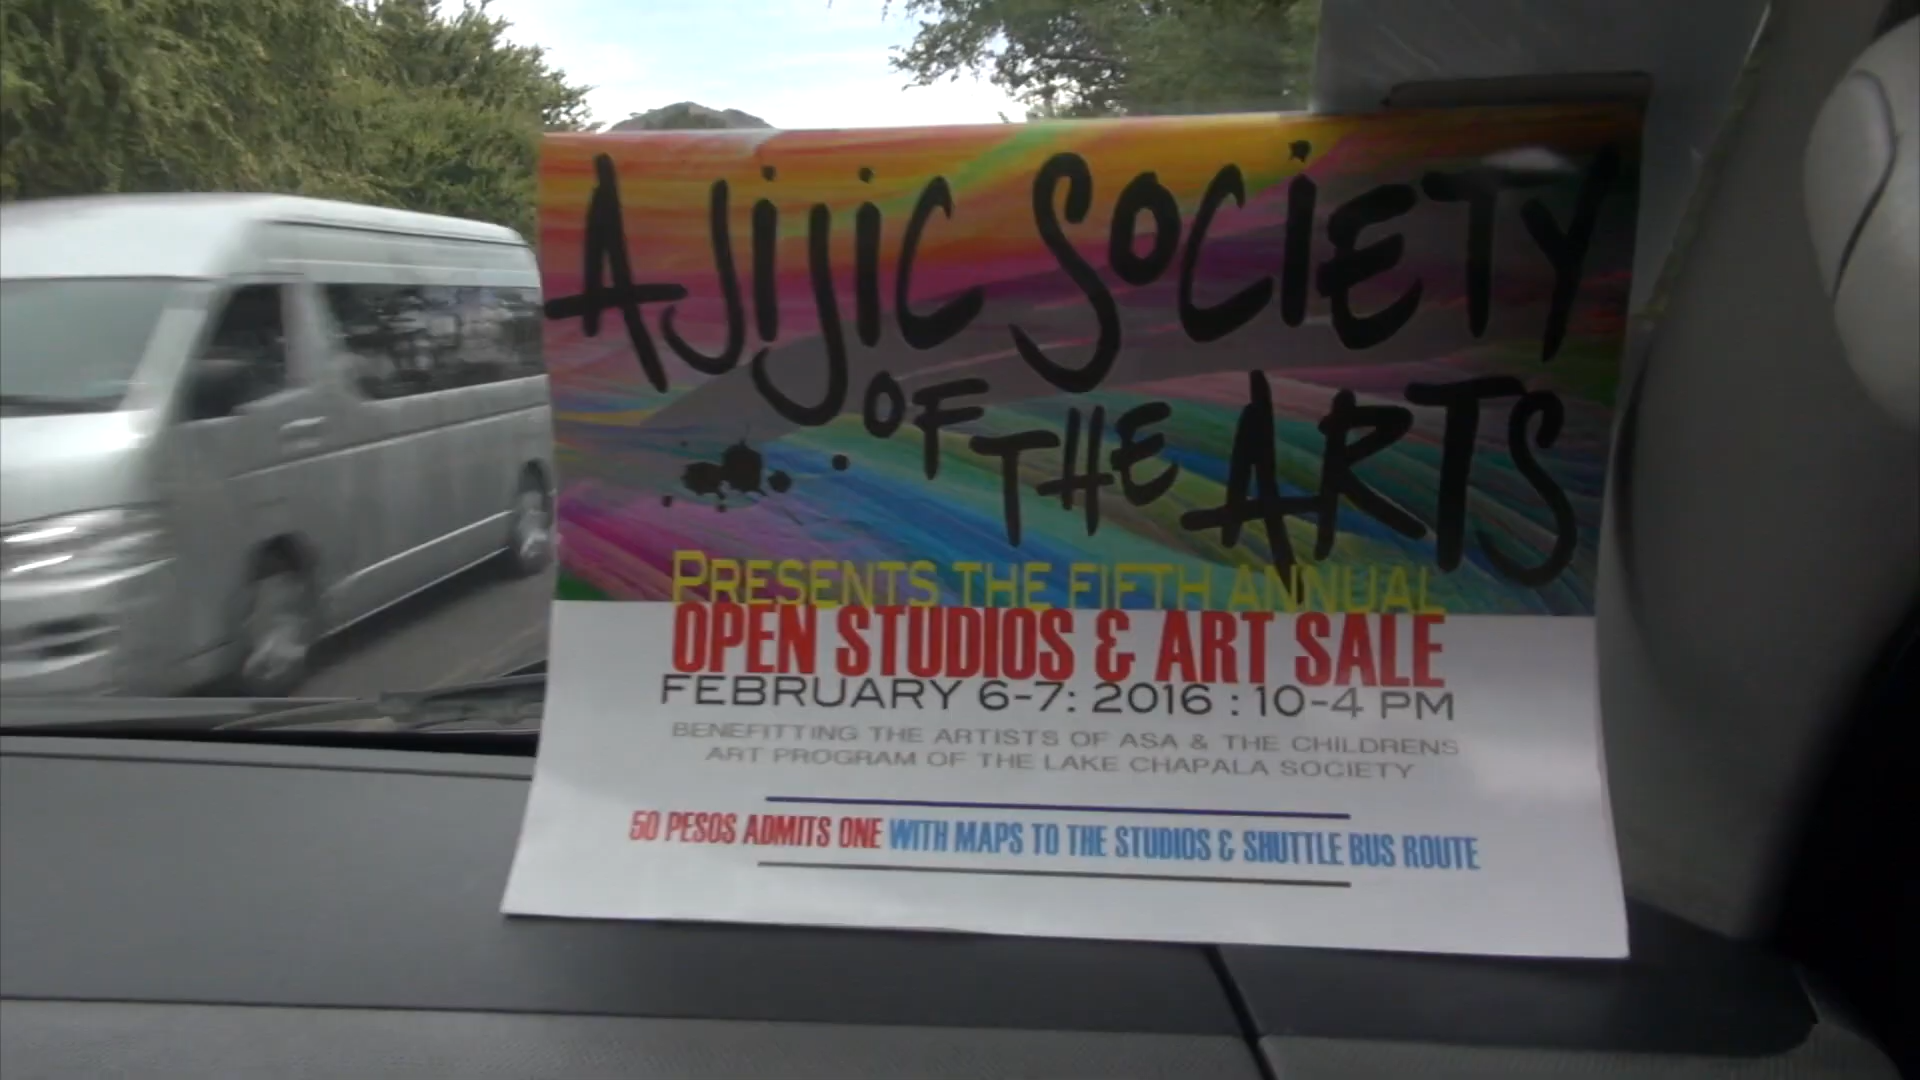 AJIJIC SOCIETY
OF THE ARTS
PRESENTS THE FIFTH ANNUAL
OPEN STUDIOS & ART SALE
FEBRUARY 6-7: 2016 : 10-4 PM
BENEFITTING THE ARTISTS OF ASA & THE CHILDRENS
ART PROGRAM OF THE LAKE CHAPALA SOCIETY
50 PESOS ADMITS ONE WITH MAPS TO THE STUDIOS & SHUTTLE BUS ROUTE